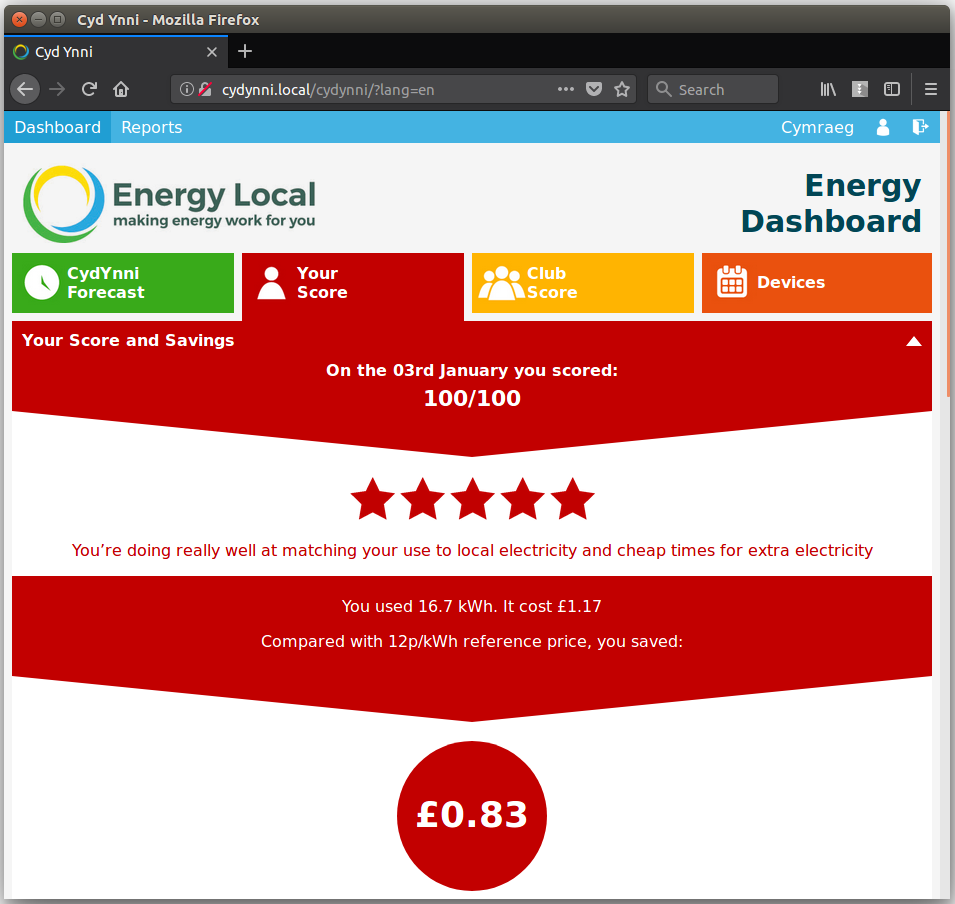 Cyd Ynni - Mozilla Firefox
Cyd Ynni
cydynni.local/cydynni/?lang=en
Search
Dashboard
Reports
Cymraeg
Energy Local
making energy work for you
Energy
Dashboard
CydYnni
Forecast
Your
Score
Club
Score
Devices
Your Score and Savings
On the 03rd January you scored:
100/100
You’re doing really well at matching your use to local electricity and cheap times for extra electricity
You used 16.7 kWh. It cost £1.17
Compared with 12p/kWh reference price, you saved:
£0.83